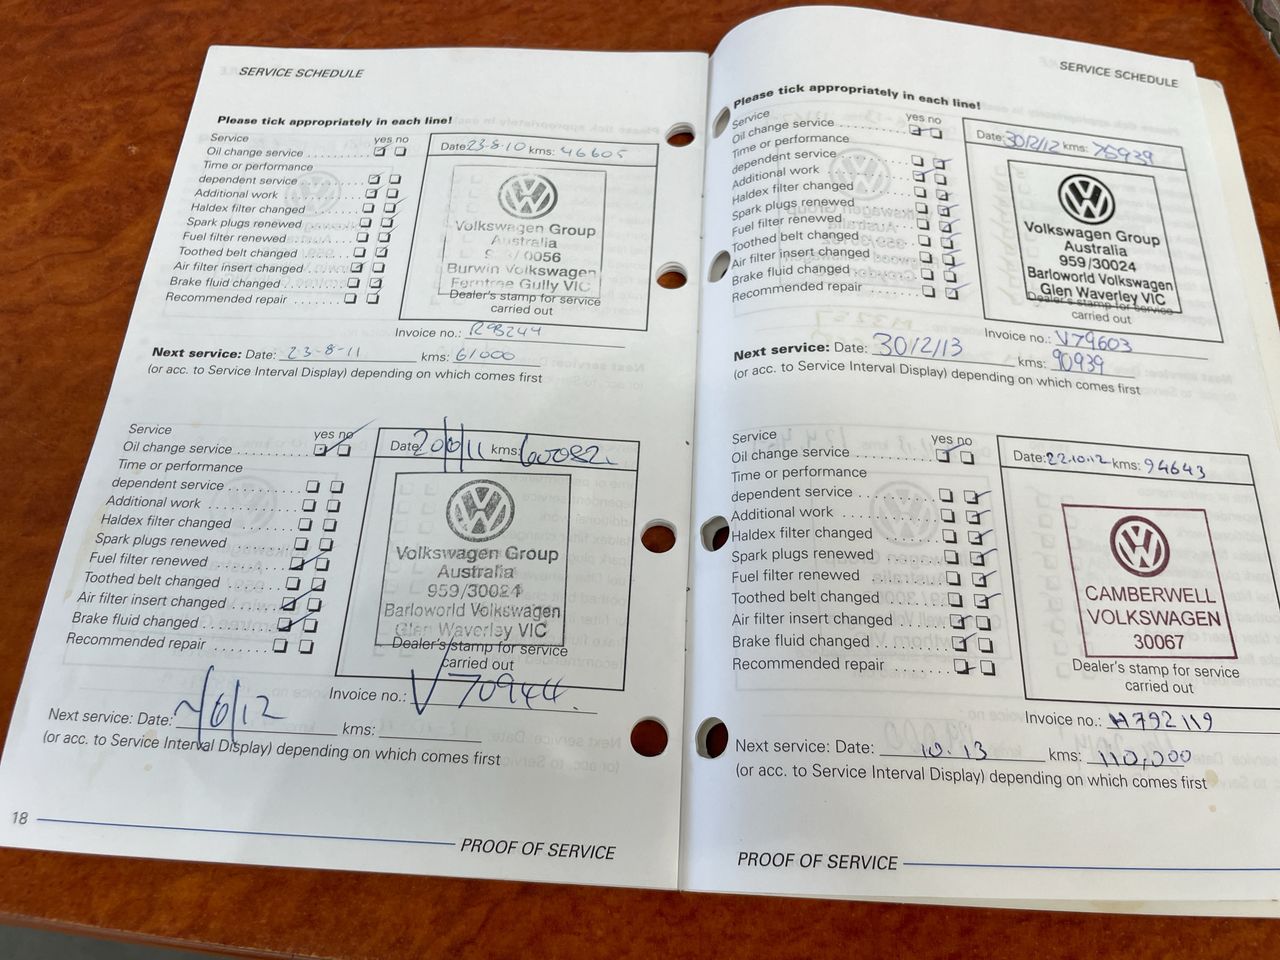 SERVICE SCHEDULE
Please tick appropriately in each line!
Service yes no
Oil change service
Time or performance
dependent service
Additional work
Haldex filter changed
Spark plugs renewed
Fuel filter renewed
Toothed belt changed
Air filter insert changed
Brake fluid changed
Recommended repair
Date: 23-8-10 kms: 46605
Volkswagen Group
Australia
Burwin Volkswagen
Ferntree Gully VIC
Dealer's stamp for service
carried out
Invoice no.: R98244
Next service: Date: 23-8-11 kms: 61000
(or acc. to Service Interval Display) depending on which comes first
Service yes no
Oil change service
Time or performance
dependent service
Additional work
Haldex filter changed
Spark plugs renewed
Fuel filter renewed
Toothed belt changed
Air filter insert changed
Brake fluid changed
Recommended repair
Date: kms: 60082
Volkswagen Group
Australia
959/30024
Barloworld Volkswagen
Glen Waverley VIC
Dealer's stamp for service
carried out
Invoice no.: V70944
Next service: Date: kms:
(or acc. to Service Interval Display) depending on which comes first
18
PROOF OF SERVICE
SERVICE SCHEDULE
Please tick appropriately in each line!
Service yes no
Oil change service
Time or performance
dependent service
Additional work
Haldex filter changed
Spark plugs renewed
Fuel filter renewed
Toothed belt changed
Air filter insert changed
Brake fluid changed
Recommended repair
Date: 30/2/12 kms: 75939
Volkswagen Group
Australia
959/30024
Barloworld Volkswagen
Glen Waverley VIC
Dealer's stamp for service
carried out
Invoice no.: V79603
Next service: Date: 30/2/13 kms: 90939
(or acc. to Service Interval Display) depending on which comes first
Service yes no
Oil change service
Time or performance
dependent service
Additional work
Haldex filter changed
Spark plugs renewed
Fuel filter renewed
Toothed belt changed
Air filter insert changed
Brake fluid changed
Recommended repair
Date: 22.10.12 kms: 94643
CAMBERWELL
VOLKSWAGEN
30067
Dealer's stamp for service
carried out
Invoice no.: H792119
Next service: Date: 10.13 kms: 110,000
(or acc. to Service Interval Display) depending on which comes first
PROOF OF SERVICE